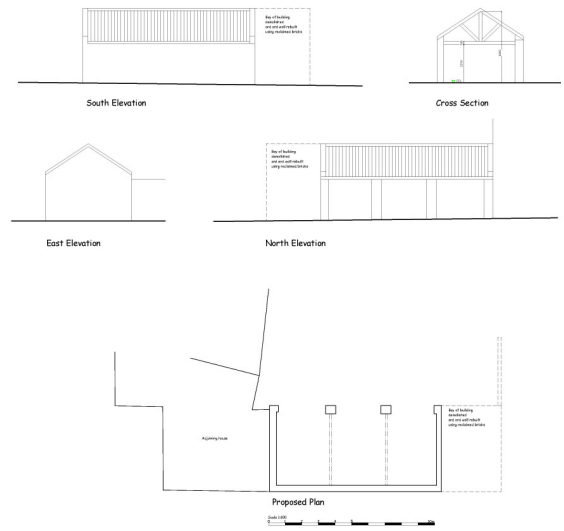 Bay of building
demolished
and end wall rebuilt
using reclaimed bricks
South Elevation
Cross Section
Bay of building
demolished
and end wall rebuilt
using reclaimed bricks
East Elevation
North Elevation
Bay of building
demolished
and end wall rebuilt
using reclaimed bricks
Adjoining house
Proposed Plan
Scale 1:100
0
10m